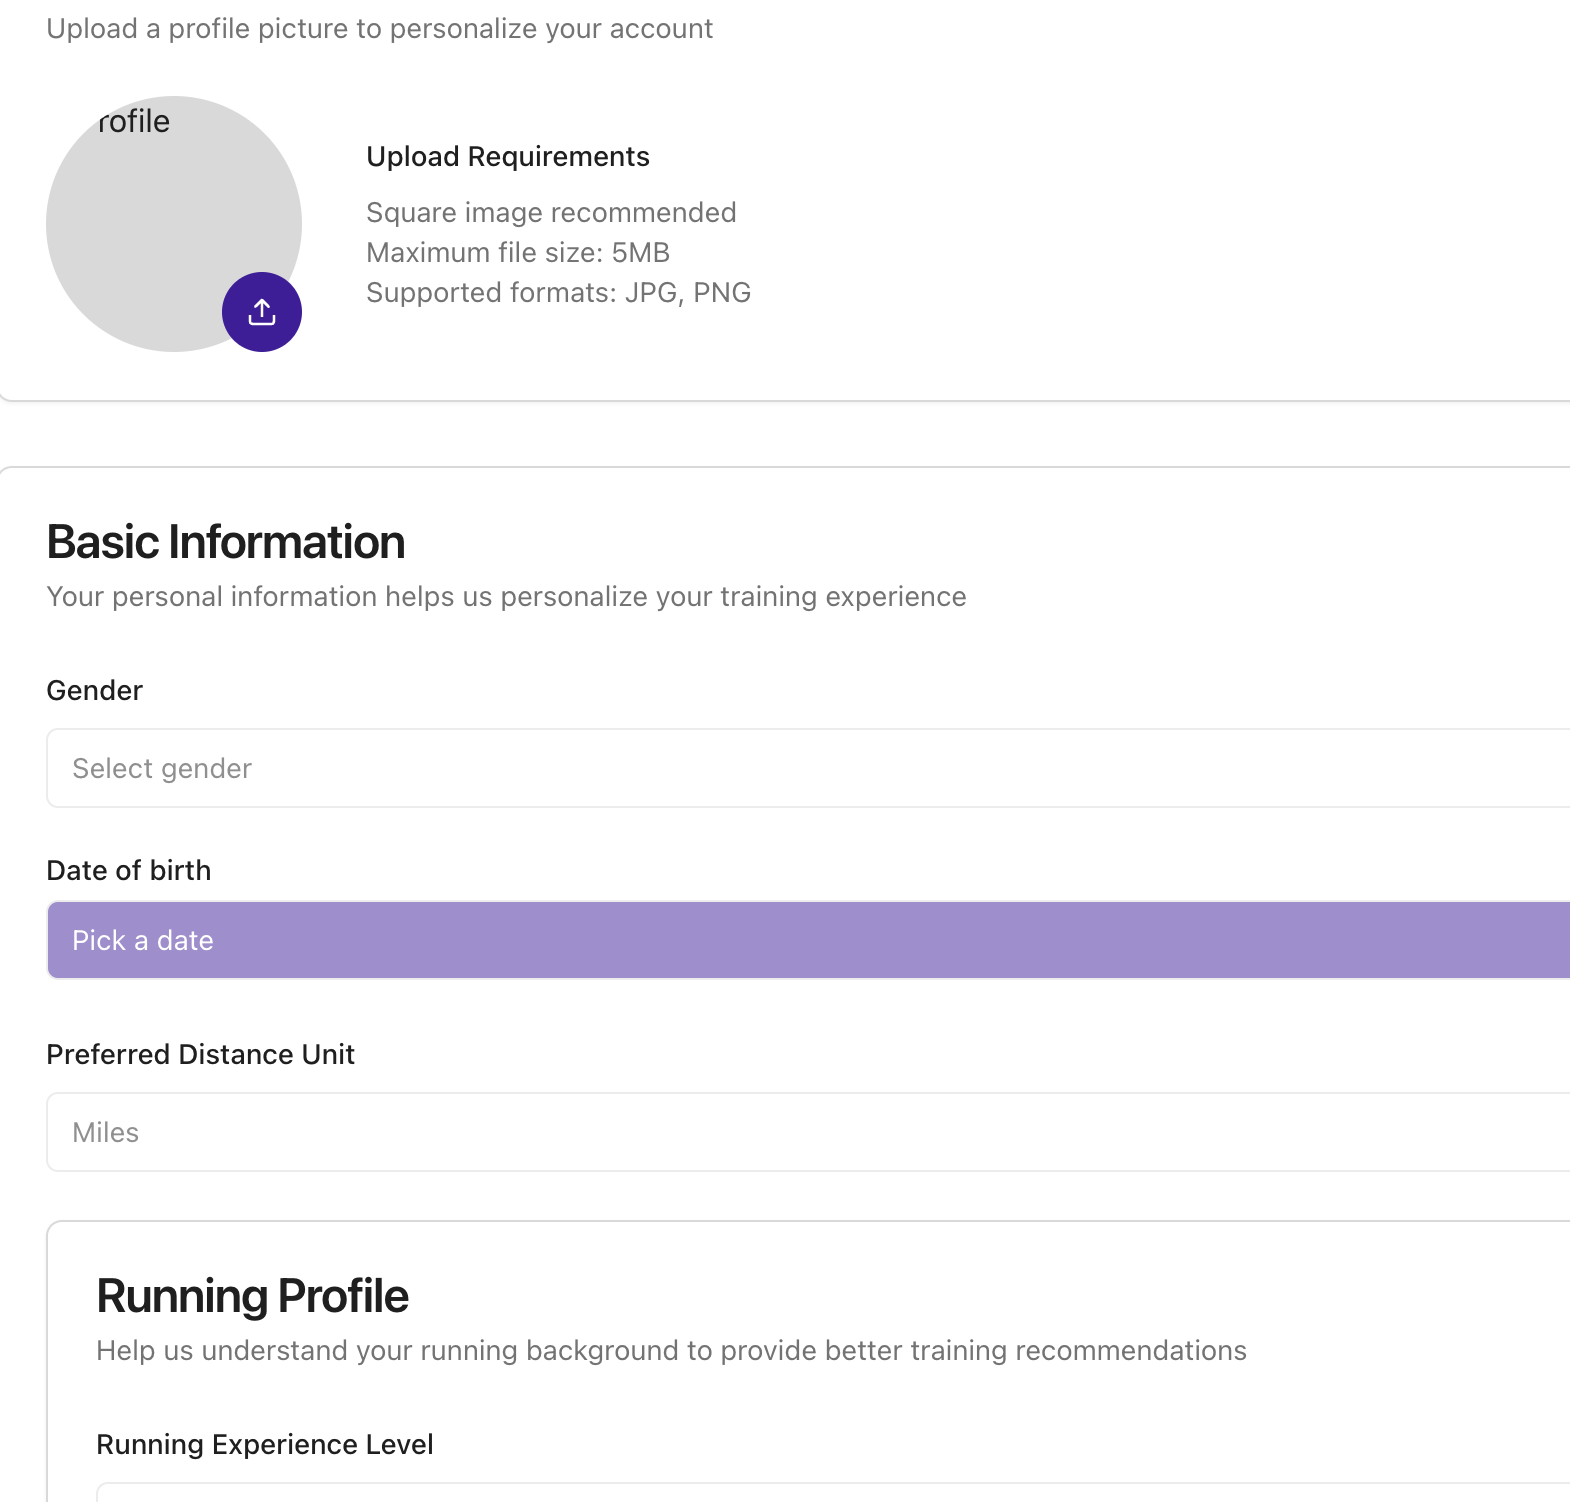 Upload a profile picture to personalize your account
rofile
Upload Requirements
Square image recommended
Maximum file size: 5MB
Supported formats: JPG, PNG
Basic Information
Your personal information helps us personalize your training experience
Gender
Select gender
Date of birth
Pick a date
Preferred Distance Unit
Miles
Running Profile
Help us understand your running background to provide better training recommendations
Running Experience Level